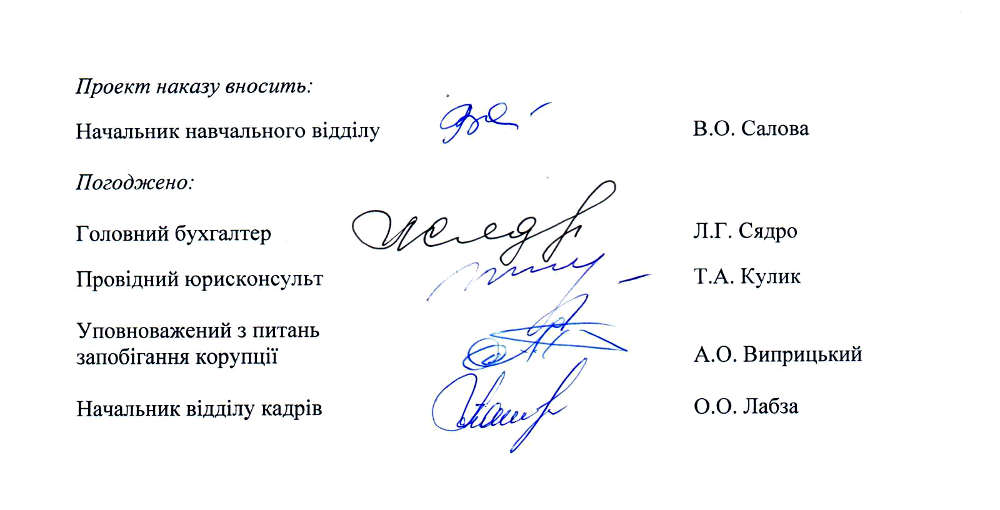 Проект наказу вносить:
Начальник навчального відділу В.О. Салова
Погоджено:
Головний бухгалтер Л.Г. Сядро
Провідний юрисконсульт Т.А. Кулик
Уповноважений з питань
запобігання корупції А.О. Виприцький
Начальник відділу кадрів О.О. Лабза